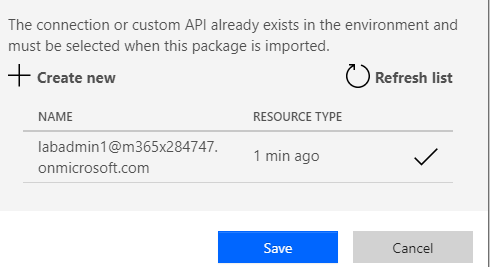 The connection or custom API already exists in the environment and
must be selected when this package is imported.
Create new Refresh list
NAME RESOURCE TYPE
labadmin1@m365x284747.
onmicrosoft.com
1 min ago
Save Cancel